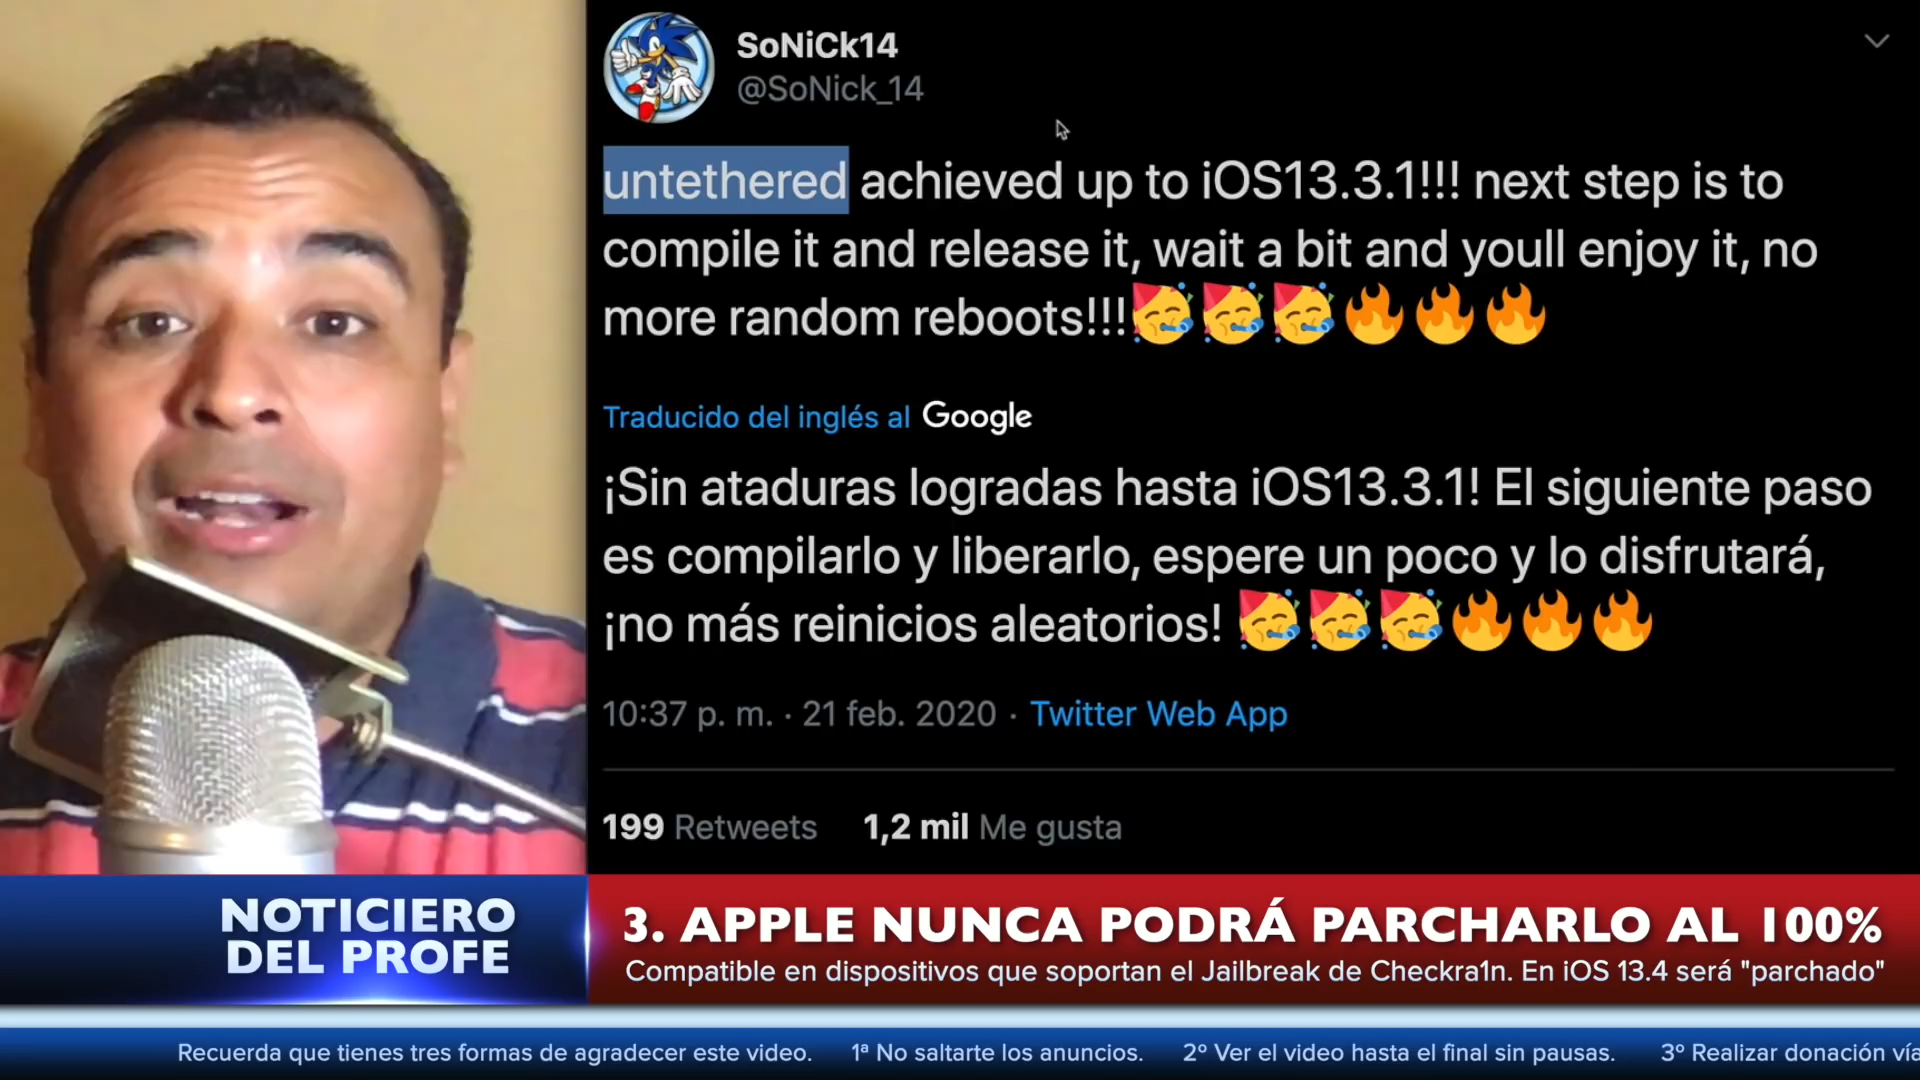 SoNiCk14
@SoNick_14
untethered achieved up to iOS13.3.1!!! next step is to
compile it and release it, wait a bit and youll enjoy it, no
more random reboots!!!🥳🥳🥳🔥🔥🔥
Traducido del inglés al Google
¡Sin ataduras logradas hasta iOS13.3.1! El siguiente paso
es compilarlo y liberarlo, espere un poco y lo disfrutará,
¡no más reinicios aleatorios! 🥳🥳🥳🔥🔥🔥
10:37 p. m. · 21 feb. 2020 · Twitter Web App
199 Retweets 1,2 mil Me gusta
NOTICIERO
DEL PROFE
3. APPLE NUNCA PODRÁ PARCHARLO AL 100%
Compatible en dispositivos que soportan el Jailbreak de Checkra1n. En iOS 13.4 será "parchado"
Recuerda que tienes tres formas de agradecer este video. 1ª No saltarte los anuncios. 2º Ver el video hasta el final sin pausas. 3º Realizar donación vía